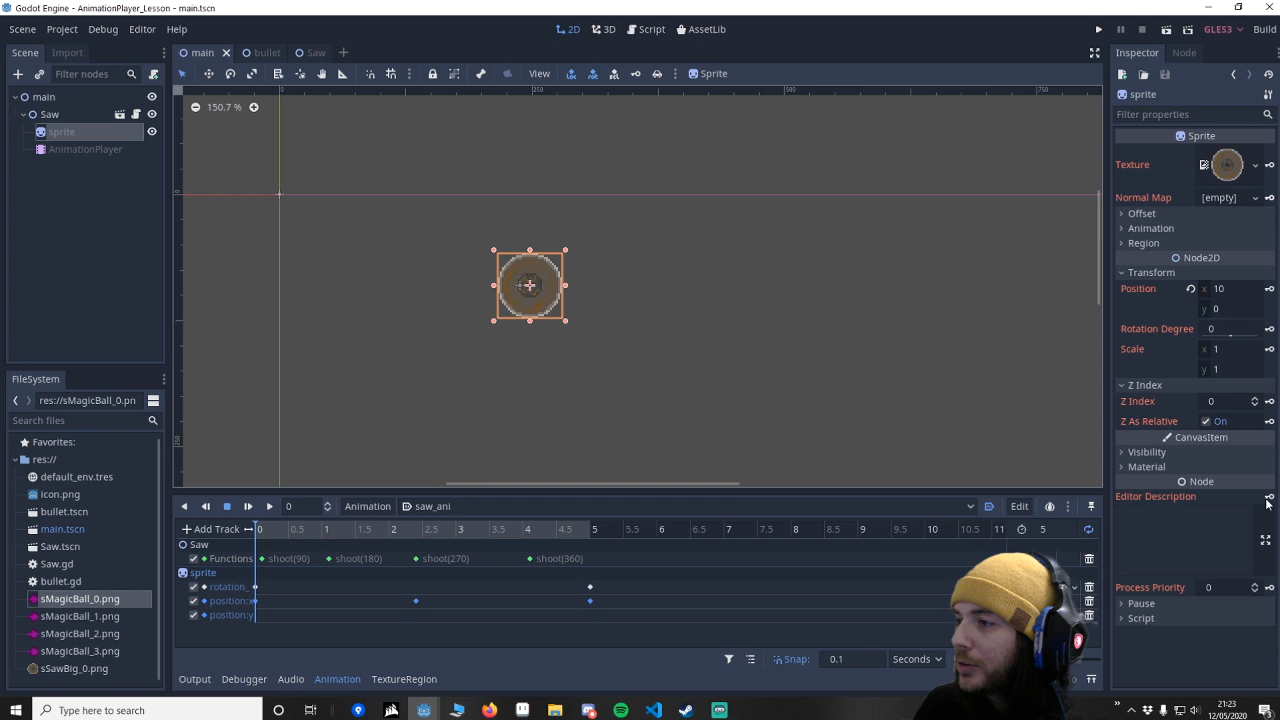 Godot Engine - AnimationPlayer_Lesson - main.tscn
Scene Project Debug Editor Help
2D 3D Script AssetLib
GLES3 Build
Scene Import
main bullet Saw
Inspector Node
Filter nodes
View
Sprite
main
Saw
sprite
AnimationPlayer
150.7 %
0 250 500 750
0
250
sprite
Filter properties
Sprite
Texture
Normal Map [empty]
Offset
Animation
Region
Node2D
Transform
Position x 10
y 0
Rotation Degree 0
Scale x 1
y 1
Z Index
Z Index 0
Z As Relative On
CanvasItem
Visibility
Material
Node
Editor Description
Process Priority 0
Pause
Script
FileSystem
res://sMagicBall_0.pn
Search files
Favorites:
res://
default_env.tres
icon.png
bullet.tscn
main.tscn
Saw.tscn
Saw.gd
bullet.gd
sMagicBall_0.png
sMagicBall_1.png
sMagicBall_2.png
sMagicBall_3.png
sSawBig_0.png
0 Animation saw_ani Edit
Add Track 0 0.5 1 1.5 2 2.5 3 3.5 4 4.5 5 5.5 6 6.5 7 7.5 8 8.5 9 9.5 10 10.5 11 5
Saw
Functions shoot(90) shoot(180) shoot(270) shoot(360)
sprite
rotation_
position:x
position:y
Snap: 0.1 Seconds
Output Debugger Audio Animation TextureRegion
Type here to search
21:23
12/05/2020